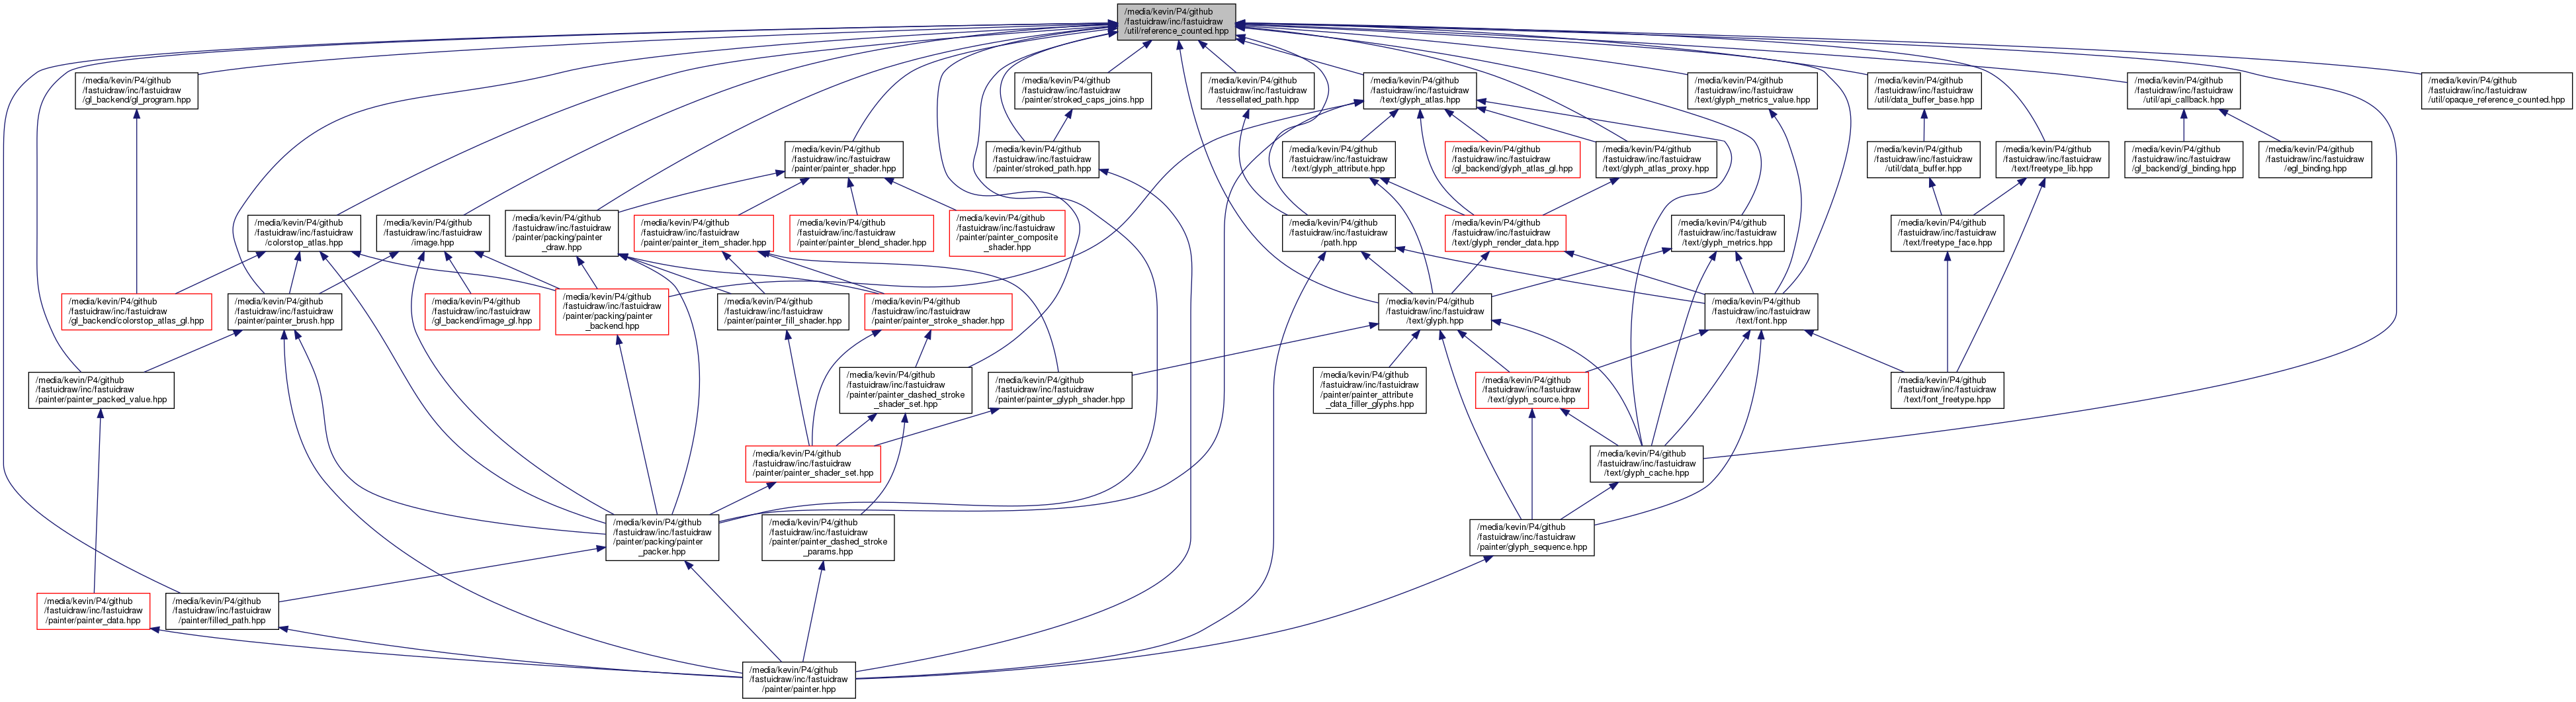 /media/kevin/P4/github
/fastuidraw/inc/fastuidraw
/util/reference_counted.hpp
/media/kevin/P4/github
/fastuidraw/inc/fastuidraw
/gl_backend/gl_program.hpp
/media/kevin/P4/github
/fastuidraw/inc/fastuidraw
/painter/stroked_caps_joins.hpp
/media/kevin/P4/github
/fastuidraw/inc/fastuidraw
/tessellated_path.hpp
/media/kevin/P4/github
/fastuidraw/inc/fastuidraw
/text/glyph_atlas.hpp
/media/kevin/P4/github
/fastuidraw/inc/fastuidraw
/text/glyph_metrics_value.hpp
/media/kevin/P4/github
/fastuidraw/inc/fastuidraw
/util/data_buffer_base.hpp
/media/kevin/P4/github
/fastuidraw/inc/fastuidraw
/util/api_callback.hpp
/media/kevin/P4/github
/fastuidraw/inc/fastuidraw
/util/opaque_reference_counted.hpp
/media/kevin/P4/github
/fastuidraw/inc/fastuidraw
/painter/painter_shader.hpp
/media/kevin/P4/github
/fastuidraw/inc/fastuidraw
/painter/stroked_path.hpp
/media/kevin/P4/github
/fastuidraw/inc/fastuidraw
/text/glyph_attribute.hpp
/media/kevin/P4/github
/fastuidraw/inc/fastuidraw
/gl_backend/glyph_atlas_gl.hpp
/media/kevin/P4/github
/fastuidraw/inc/fastuidraw
/text/glyph_atlas_proxy.hpp
/media/kevin/P4/github
/fastuidraw/inc/fastuidraw
/util/data_buffer.hpp
/media/kevin/P4/github
/fastuidraw/inc/fastuidraw
/text/freetype_lib.hpp
/media/kevin/P4/github
/fastuidraw/inc/fastuidraw
/gl_backend/gl_binding.hpp
/media/kevin/P4/github
/fastuidraw/inc/fastuidraw
/egl_binding.hpp
/media/kevin/P4/github
/fastuidraw/inc/fastuidraw
/colorstop_atlas.hpp
/media/kevin/P4/github
/fastuidraw/inc/fastuidraw
/image.hpp
/media/kevin/P4/github
/fastuidraw/inc/fastuidraw
/painter/packing/painter
_draw.hpp
/media/kevin/P4/github
/fastuidraw/inc/fastuidraw
/painter/painter_item_shader.hpp
/media/kevin/P4/github
/fastuidraw/inc/fastuidraw
/painter/painter_blend_shader.hpp
/media/kevin/P4/github
/fastuidraw/inc/fastuidraw
/painter/painter_composite
_shader.hpp
/media/kevin/P4/github
/fastuidraw/inc/fastuidraw
/path.hpp
/media/kevin/P4/github
/fastuidraw/inc/fastuidraw
/text/glyph_render_data.hpp
/media/kevin/P4/github
/fastuidraw/inc/fastuidraw
/text/glyph_metrics.hpp
/media/kevin/P4/github
/fastuidraw/inc/fastuidraw
/text/freetype_face.hpp
/media/kevin/P4/github
/fastuidraw/inc/fastuidraw
/gl_backend/colorstop_atlas_gl.hpp
/media/kevin/P4/github
/fastuidraw/inc/fastuidraw
/painter/painter_brush.hpp
/media/kevin/P4/github
/fastuidraw/inc/fastuidraw
/gl_backend/image_gl.hpp
/media/kevin/P4/github
/fastuidraw/inc/fastuidraw
/painter/packing/painter
_backend.hpp
/media/kevin/P4/github
/fastuidraw/inc/fastuidraw
/painter/painter_fill_shader.hpp
/media/kevin/P4/github
/fastuidraw/inc/fastuidraw
/painter/painter_stroke_shader.hpp
/media/kevin/P4/github
/fastuidraw/inc/fastuidraw
/text/glyph.hpp
/media/kevin/P4/github
/fastuidraw/inc/fastuidraw
/text/font.hpp
/media/kevin/P4/github
/fastuidraw/inc/fastuidraw
/painter/painter_packed_value.hpp
/media/kevin/P4/github
/fastuidraw/inc/fastuidraw
/painter/painter_dashed_stroke
_shader_set.hpp
/media/kevin/P4/github
/fastuidraw/inc/fastuidraw
/painter/painter_glyph_shader.hpp
/media/kevin/P4/github
/fastuidraw/inc/fastuidraw
/painter/painter_attribute
_data_filler_glyphs.hpp
/media/kevin/P4/github
/fastuidraw/inc/fastuidraw
/text/glyph_source.hpp
/media/kevin/P4/github
/fastuidraw/inc/fastuidraw
/text/font_freetype.hpp
/media/kevin/P4/github
/fastuidraw/inc/fastuidraw
/painter/painter_shader_set.hpp
/media/kevin/P4/github
/fastuidraw/inc/fastuidraw
/text/glyph_cache.hpp
/media/kevin/P4/github
/fastuidraw/inc/fastuidraw
/painter/packing/painter
_packer.hpp
/media/kevin/P4/github
/fastuidraw/inc/fastuidraw
/painter/painter_dashed_stroke
_params.hpp
/media/kevin/P4/github
/fastuidraw/inc/fastuidraw
/painter/glyph_sequence.hpp
/media/kevin/P4/github
/fastuidraw/inc/fastuidraw
/painter/painter_data.hpp
/media/kevin/P4/github
/fastuidraw/inc/fastuidraw
/painter/filled_path.hpp
/media/kevin/P4/github
/fastuidraw/inc/fastuidraw
/painter/painter.hpp